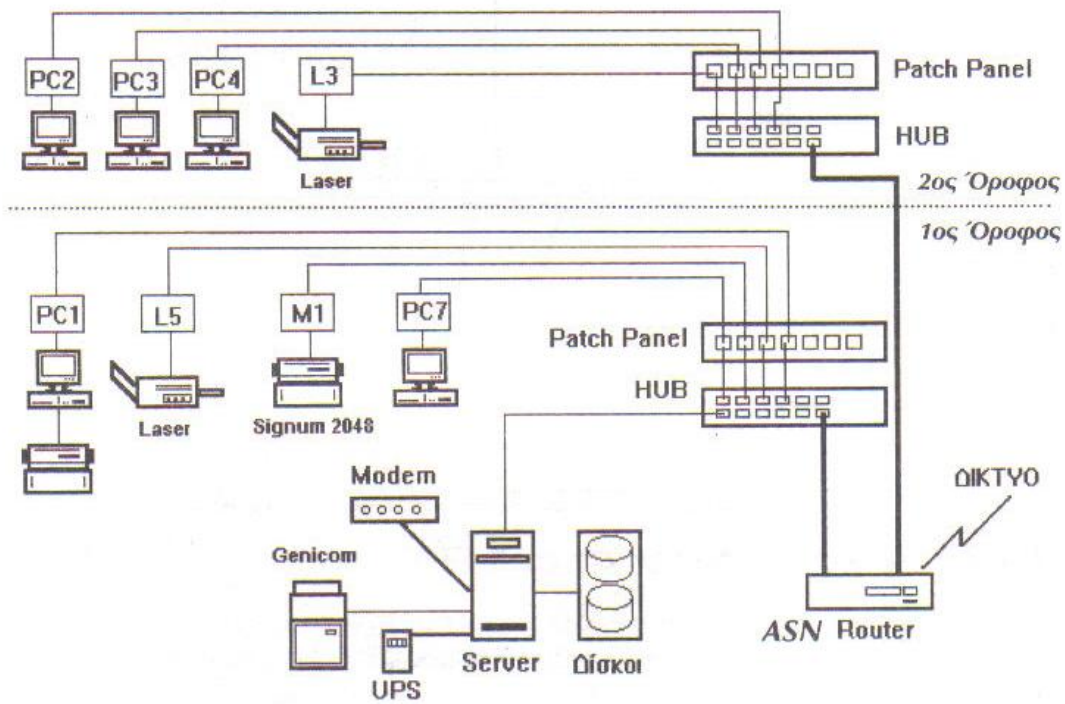 PC2
PC3
PC4
L3
Patch Panel
HUB
Laser
2ος Όροφος
1ος Όροφος
PC1
L5
M1
PC7
Patch Panel
HUB
Laser
Signum 2048
Modem
ΔΙΚΤΥΟ
Genicom
ASN Router
Server
Δίσκοι
UPS